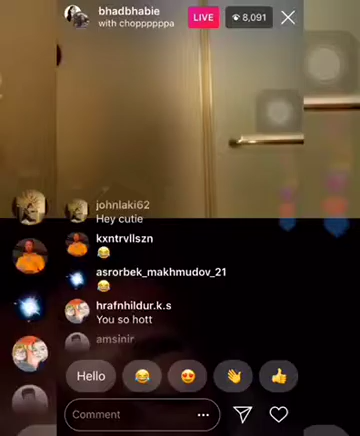 bhadbhabie
LIVE
8,091
with choppppppa
johnlaki62
Hey cutie
kxntrvllszn
😂
asrorbek_makhmudov_21
😂
hrafnhildur.k.s
You so hott
amsinir
Hello 😂 😍 👋 👍
Comment